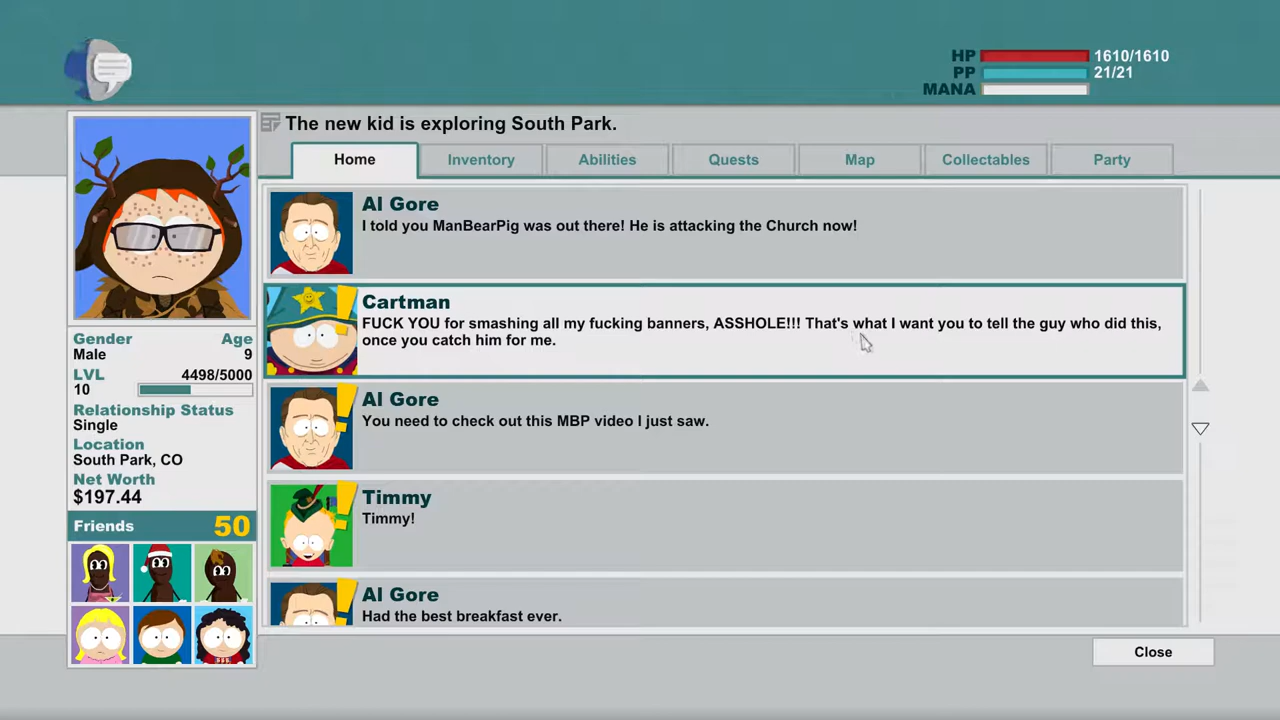 HP 1610/1610
PP 21/21
MANA
The new kid is exploring South Park.
Home Inventory Abilities Quests Map Collectables Party
Gender Age
Male 9
LVL 4498/5000
10
Relationship Status
Single
Location
South Park, CO
Net Worth
$197.44
Friends 50
Al Gore
I told you ManBearPig was out there! He is attacking the Church now!
Cartman
FUCK YOU for smashing all my fucking banners, ASSHOLE!!! That's what I want you to tell the guy who did this,
once you catch him for me.
Al Gore
You need to check out this MBP video I just saw.
Timmy
Timmy!
Al Gore
Had the best breakfast ever.
Close